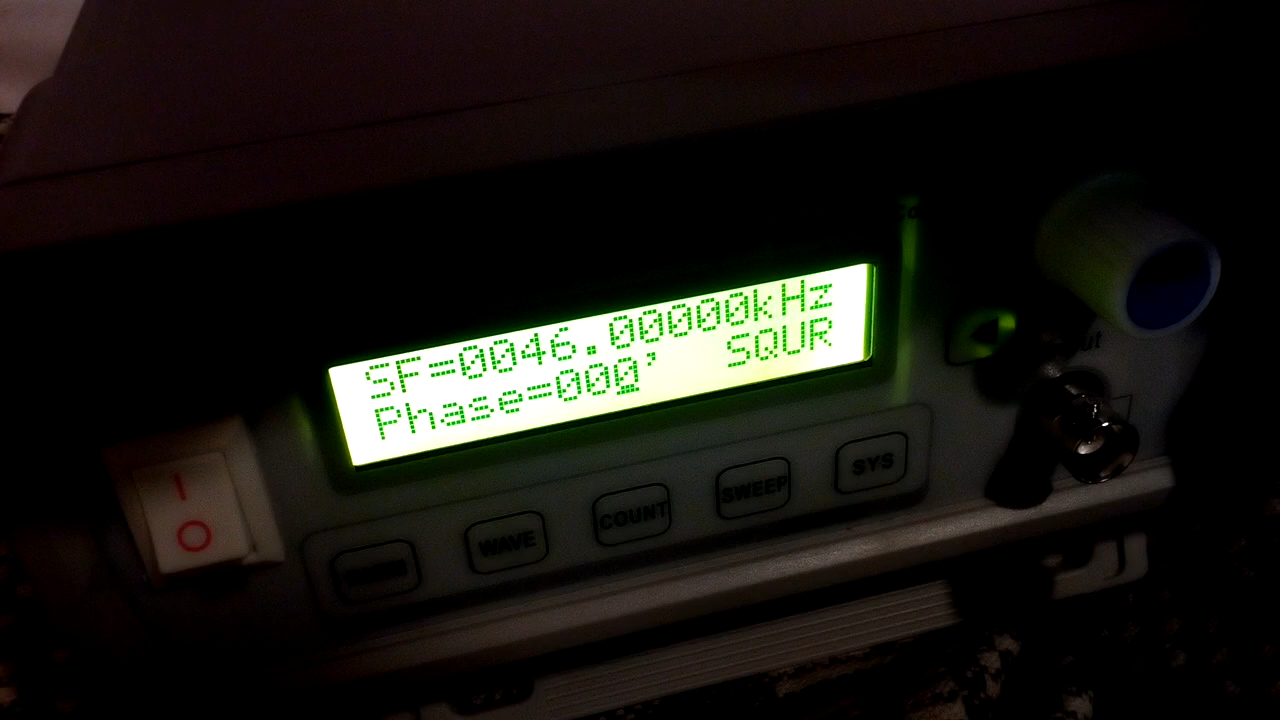 SF=0046.00000kHz
Phase=000' SQUR
WAVE
COUNT
SWEEP
SYS